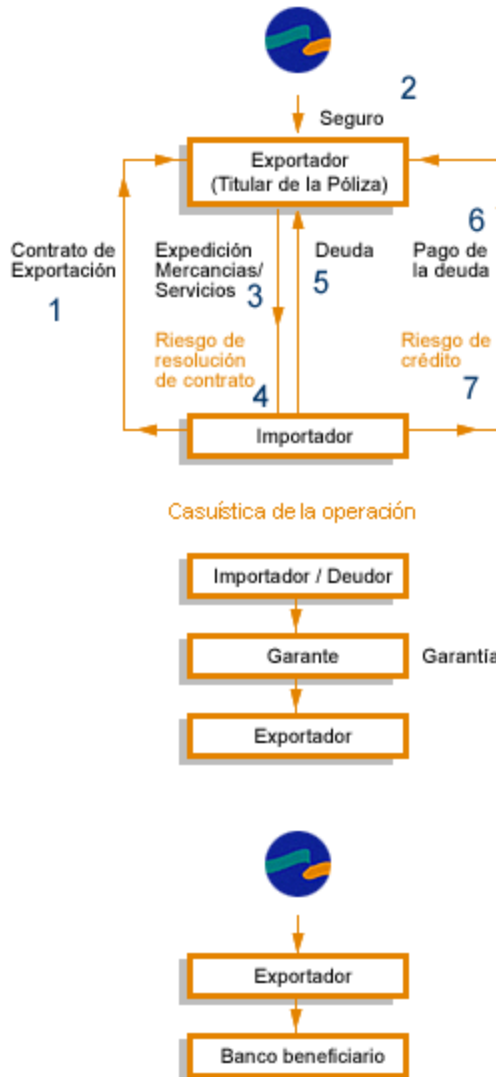 2
Seguro
Exportador
(Titular de la Póliza)
Contrato de
Exportación
1
Expedición
Mercancias/
Servicios 3
Deuda
5
6
Pago de
la deuda
Riesgo de
resolución
de contrato
4
Riesgo de
crédito
7
Importador
Casuística de la operación
Importador / Deudor
Garante
Garantía
Exportador
Exportador
Banco beneficiario